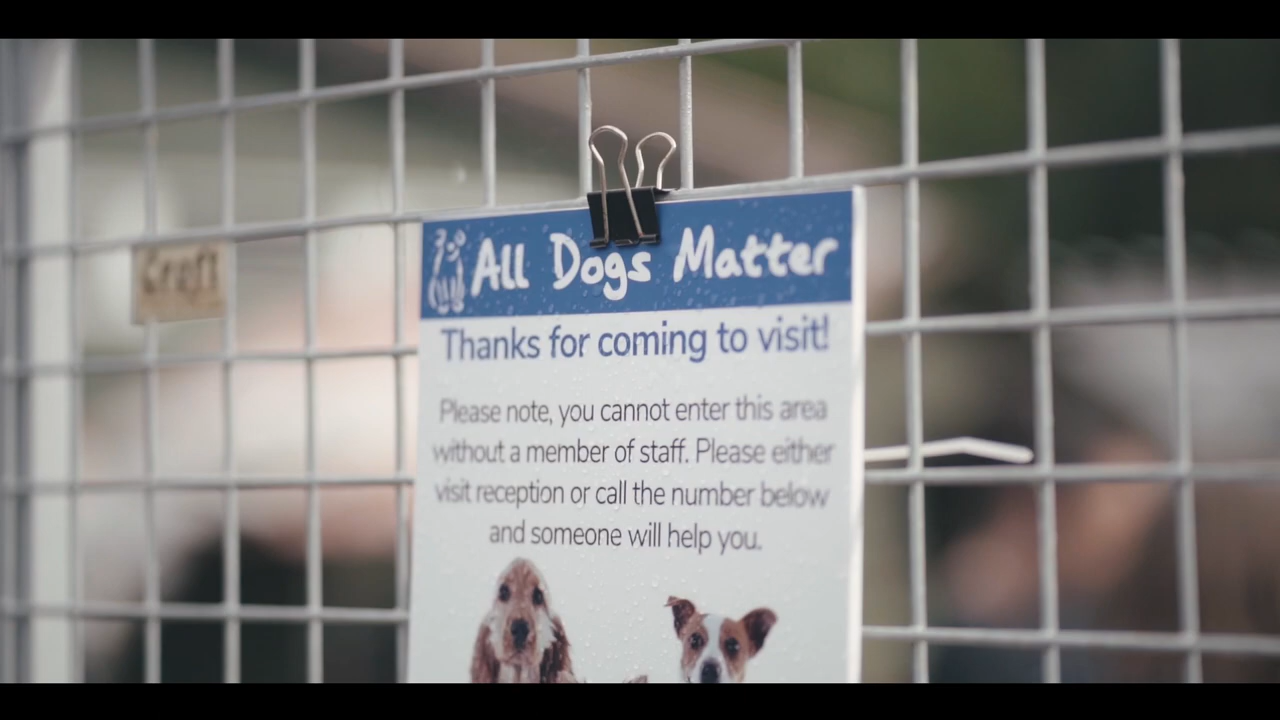 All Dogs Matter
Thanks for coming to visit!
Please note, you cannot enter this area
without a member of staff. Please either
visit reception or call the number below
and someone will help you.
Craft